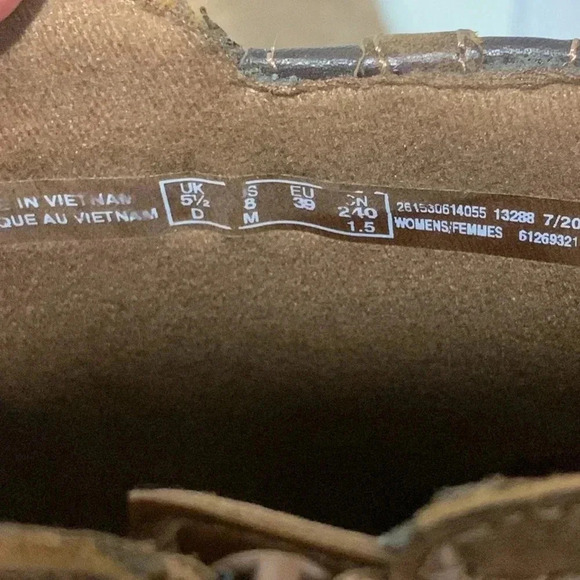 E IN VIETNAM
QUE AU VIETNAM
UK
5½
D
S
8
M
EU
39
CN
240
1.5
261530614055 13288 7/20
WOMENS/FEMMES 61269321